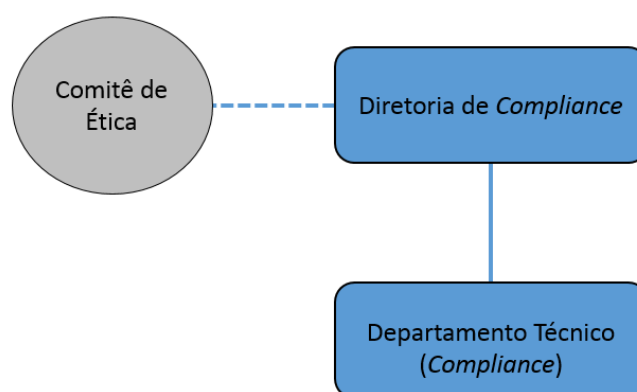 Comitê de
Ética
Diretoria de Compliance
Departamento Técnico
(Compliance)